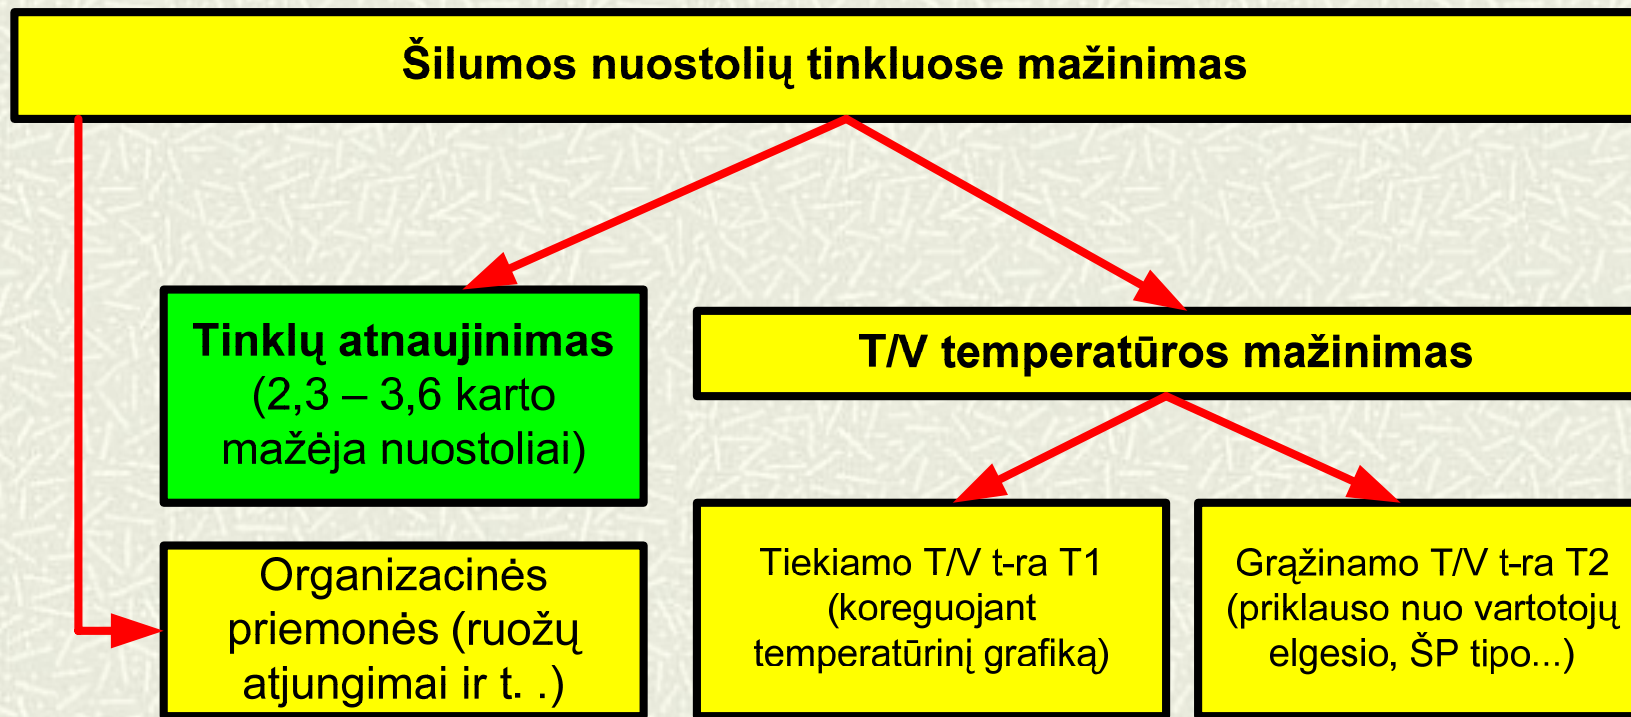 Šilumos nuostolių tinkluose mažinimas
Tinklų atnaujinimas
(2,3 – 3,6 karto
mažėja nuostoliai)
T/V temperatūros mažinimas
Organizacinės
priemonės (ruožų
atjungimai ir t. .)
Tiekiamo T/V t-ra T1
(koreguojant
temperatūrinį grafiką)
Grąžinamo T/V t-ra T2
(priklauso nuo vartotojų
elgesio, ŠP tipo...)